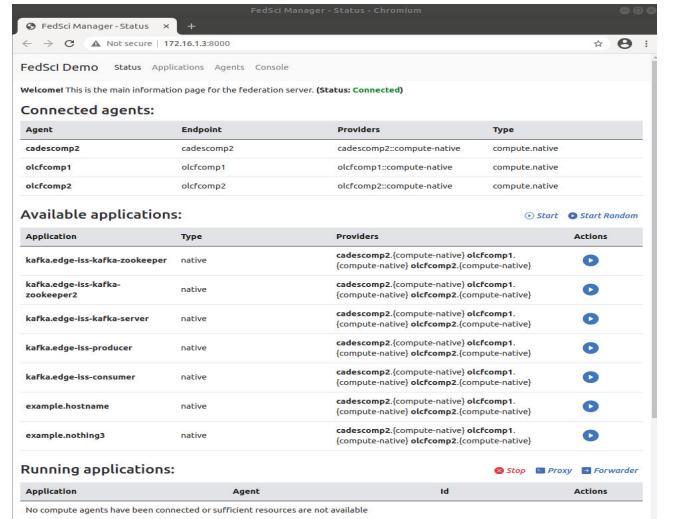 FedSci Manager - Status - Chromium
FedSci Manager - Status × +
Not secure | 172.16.1.3:8000
FedScI Demo Status Applications Agents Console
Welcome! This is the main information page for the federation server. (Status: Connected)
Connected agents:
Agent Endpoint Providers Type
cadescomp2 cadescomp2 cadescomp2::compute-native compute.native
olcfcomp1 olcfcomp1 olcfcomp1::compute-native compute.native
olcfcomp2 olcfcomp2 olcfcomp2::compute-native compute.native
Available applications: Start Start Random
Application Type Providers Actions
kafka.edge-iss-kafka-zookeeper native cadescomp2.{compute-native} olcfcomp1.
{compute-native} olcfcomp2.{compute-native}
kafka.edge-iss-kafka-
zookeeper2 native cadescomp2.{compute-native} olcfcomp1.
{compute-native} olcfcomp2.{compute-native}
kafka.edge-iss-kafka-server native cadescomp2.{compute-native} olcfcomp1.
{compute-native} olcfcomp2.{compute-native}
kafka.edge-iss-producer native cadescomp2.{compute-native} olcfcomp1.
{compute-native} olcfcomp2.{compute-native}
kafka.edge-iss-consumer native cadescomp2.{compute-native} olcfcomp1.
{compute-native} olcfcomp2.{compute-native}
example.hostname native cadescomp2.{compute-native} olcfcomp1.
{compute-native} olcfcomp2.{compute-native}
example.nothing3 native cadescomp2.{compute-native} olcfcomp1.
{compute-native} olcfcomp2.{compute-native}
Running applications: Stop Proxy Forwarder
Application Agent Id Actions
No compute agents have been connected or sufficient resources are not available